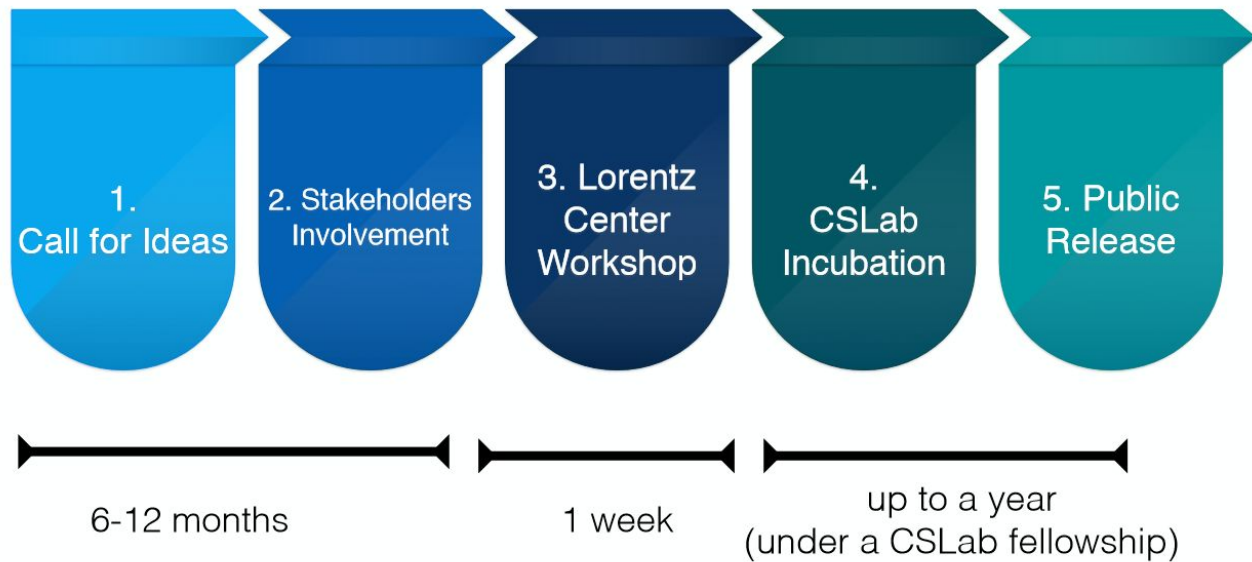 1.
Call for Ideas
2. Stakeholders
Involvement
3. Lorentz
Center
Workshop
4.
CSLab
Incubation
5. Public
Release
6-12 months
1 week
up to a year
(under a CSLab fellowship)